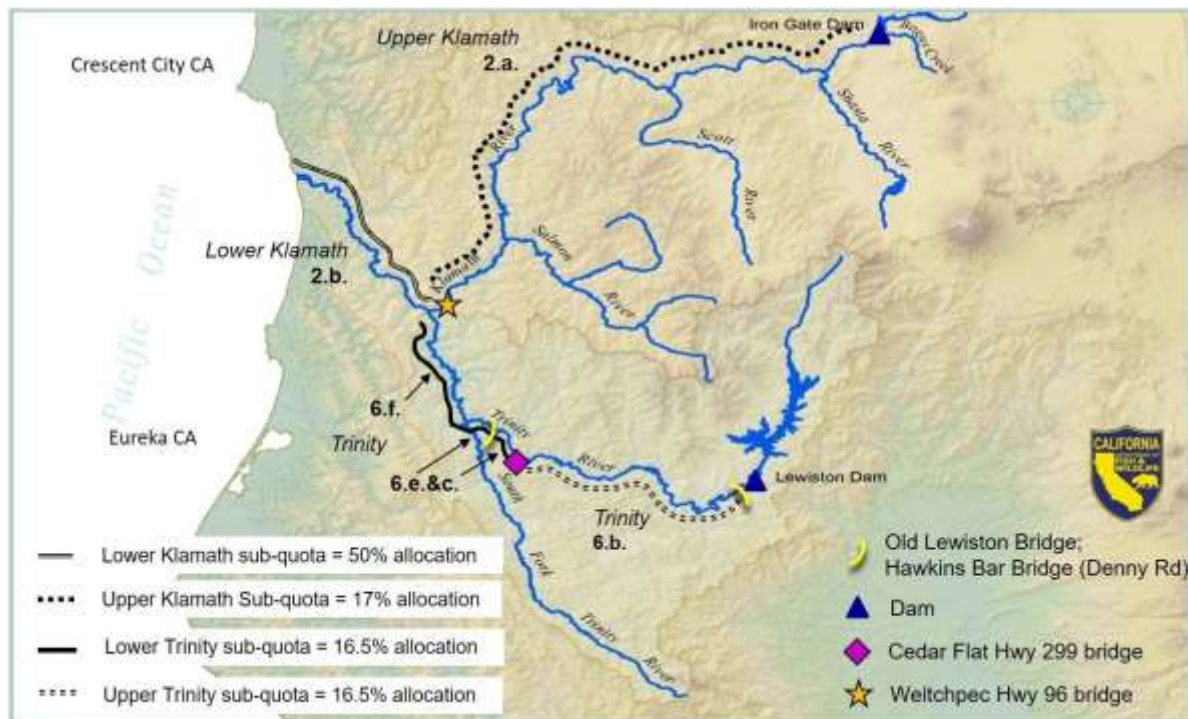 Iron Gate Dam
Bogus Creek
Upper Klamath
2.a.
Crescent City CA
Shasta
River
River
Scott
River
Pacific Ocean
Lower Klamath
2.b.
Klamath
Salmon
River
6.f.
Eureka CA
Trinity
Trinity
River
6.e.&c.
South
Fork
Trinity
River
Lewiston Dam
Trinity
6.b.
CALIFORNIA
FISH & WILDLIFE
Lower Klamath sub-quota = 50% allocation
Upper Klamath Sub-quota = 17% allocation
Lower Trinity sub-quota = 16.5% allocation
Upper Trinity sub-quota = 16.5% allocation
Old Lewiston Bridge;
Hawkins Bar Bridge (Denny Rd)
Dam
Cedar Flat Hwy 299 bridge
Weitchpec Hwy 96 bridge